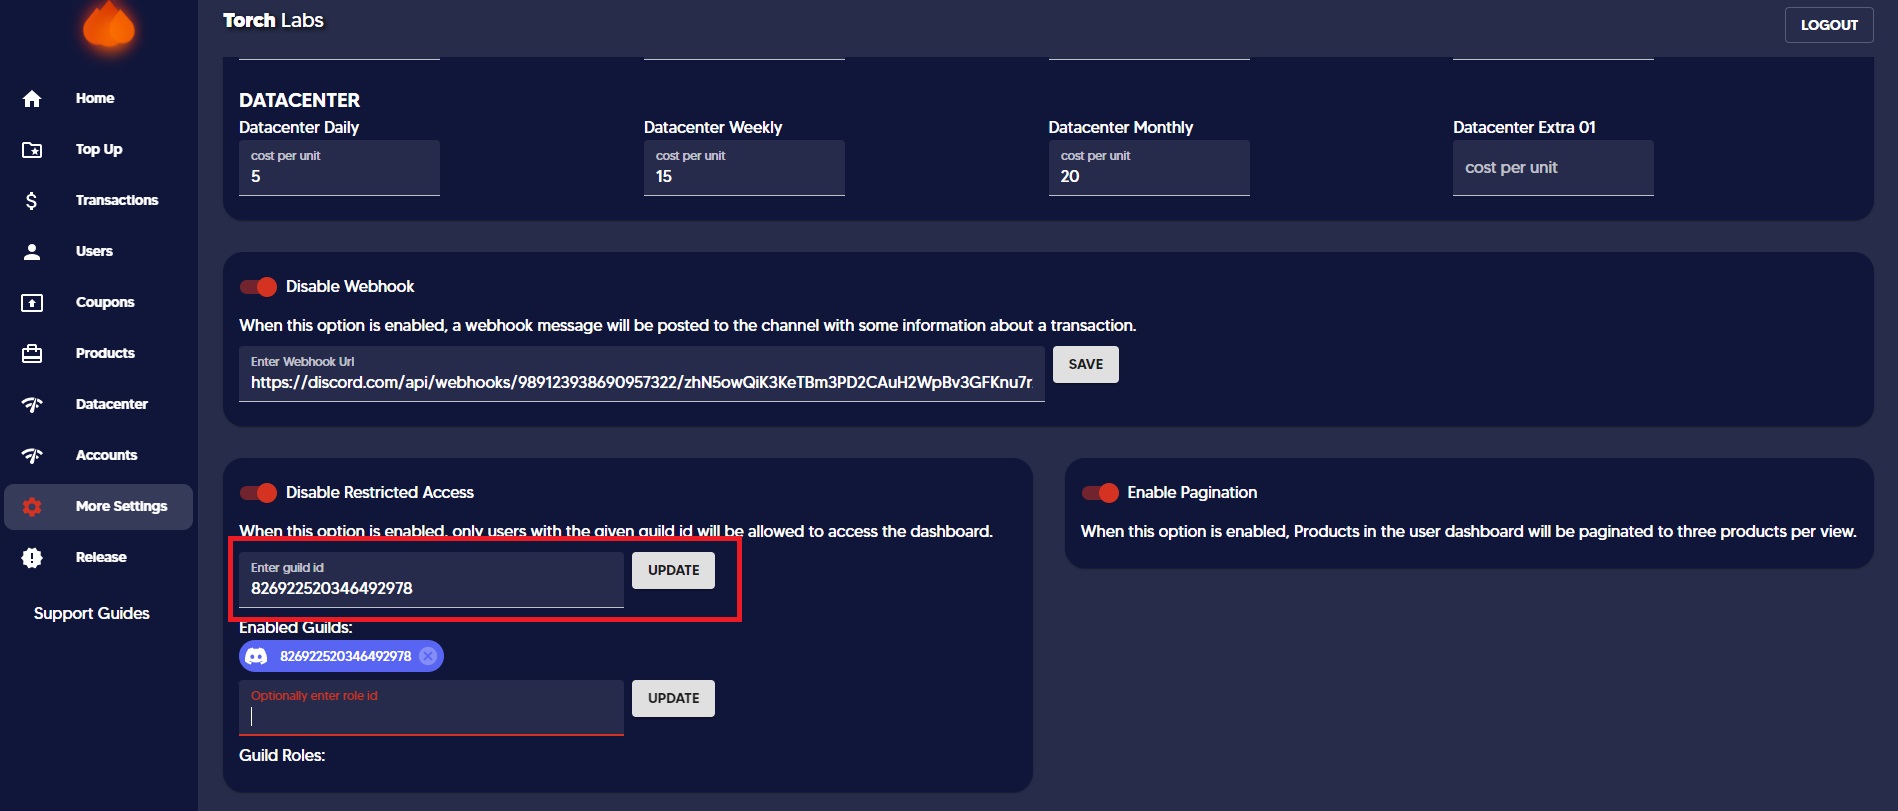 Torch Labs
LOGOUT
Home
Top Up
Transactions
Users
Coupons
Products
Datacenter
Accounts
More Settings
Release
Support Guides
DATACENTER
Datacenter Daily
cost per unit
5
Datacenter Weekly
cost per unit
15
Datacenter Monthly
cost per unit
20
Datacenter Extra 01
cost per unit
Disable Webhook
When this option is enabled, a webhook message will be posted to the channel with some information about a transaction.
Enter Webhook Url
https://discord.com/api/webhooks/989123938690957322/zhN5owQiK3KeTBm3PD2CAuH2WpBv3GFKnu7r
SAVE
Disable Restricted Access
When this option is enabled, only users with the given guild id will be allowed to access the dashboard.
Enter guild id
826922520346492978
UPDATE
Enabled Guilds:
826922520346492978
Optionally enter role id
UPDATE
Guild Roles:
Enable Pagination
When this option is enabled, Products in the user dashboard will be paginated to three products per view.